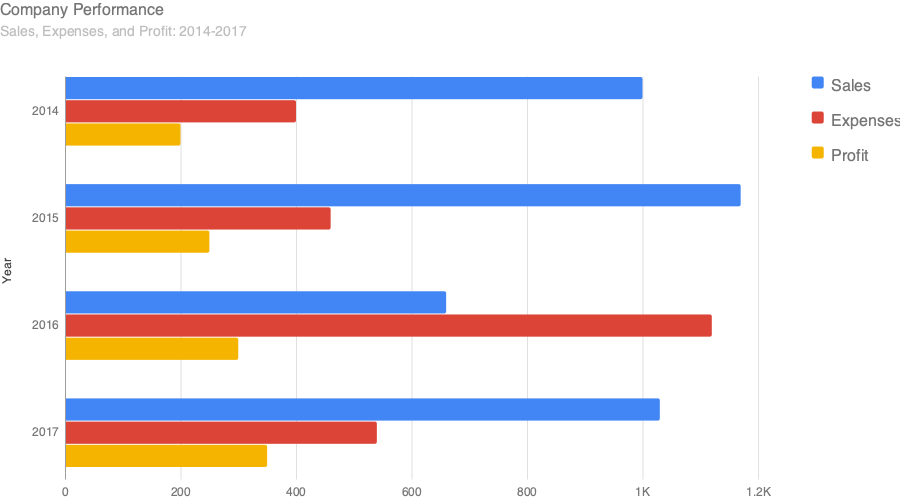 Company Performance
Sales, Expenses, and Profit: 2014-2017
Sales
Expenses
Profit
Year
2014
2015
2016
2017
0 200 400 600 800 1K 1.2K